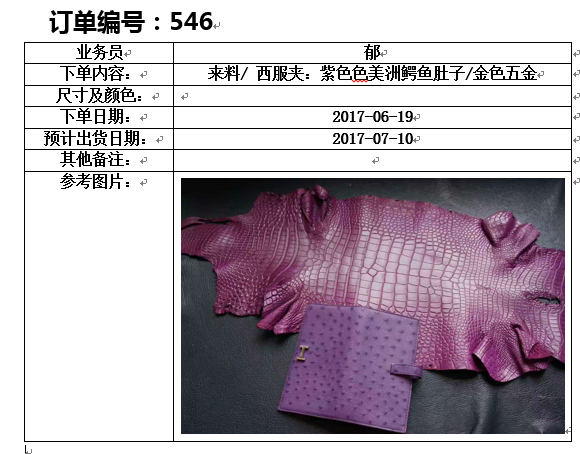 订单编号：546
业务员 郁
下单内容： 来料/ 西服夹：紫色色美洲鳄鱼肚子/金色五金
尺寸及颜色：
下单日期： 2017-06-19
预计出货日期： 2017-07-10
其他备注：
参考图片：